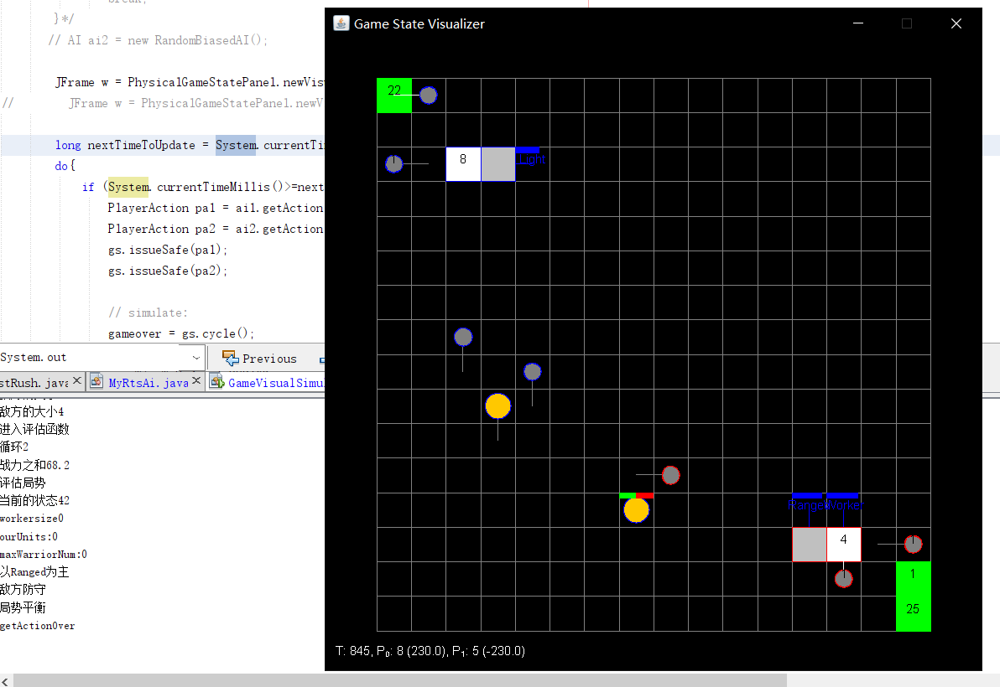 break;
}*/
// AI ai2 = new RandomBiasedAI();
JFrame w = PhysicalGameStatePanel.newVis
// JFrame w = PhysicalGameStatePanel.newV
long nextTimeToUpdate = System.currentTi
do{
if (System.currentTimeMillis()>=next
PlayerAction pa1 = ai1.getAction
PlayerAction pa2 = ai2.getAction
gs.issueSafe(pa1);
gs.issueSafe(pa2);
// simulate:
gameover = gs.cycle();
System.out
Previous
stRush.java
MyRtsAi.java
GameVisualSimu
敌方的大小4
进入评估函数
循环2
战力之和68.2
评估局势
当前的状态42
workersize0
ourUnits:0
maxWarriorNum:0
以Ranged为主
敌方防守
局势平衡
getActionOver
Game State Visualizer
22
8
Light
Ranged
Worker
4
1
25
T: 845, P₀: 8 (230.0), P₁: 5 (-230.0)